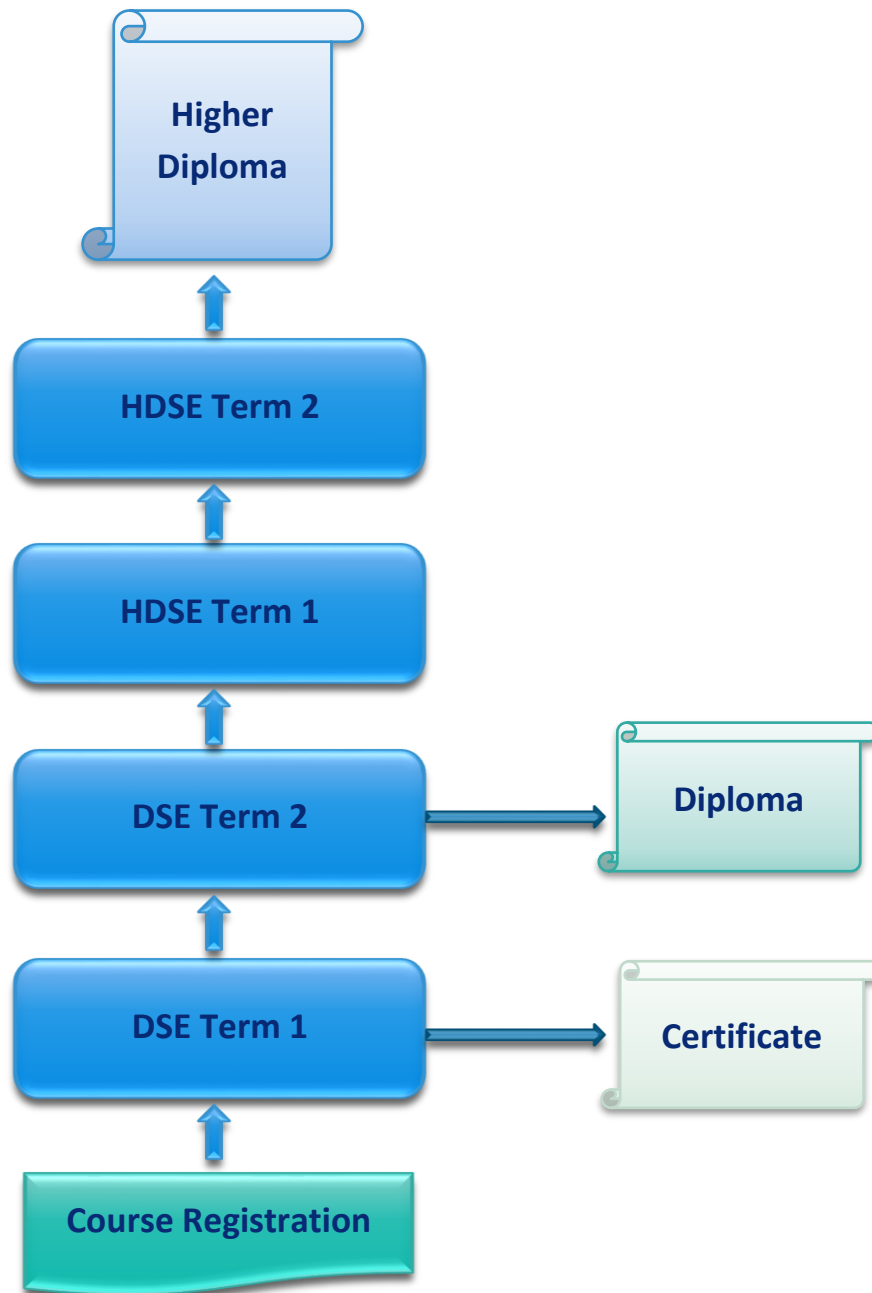 Higher
Diploma
HDSE Term 2
HDSE Term 1
DSE Term 2
Diploma
DSE Term 1
Certificate
Course Registration